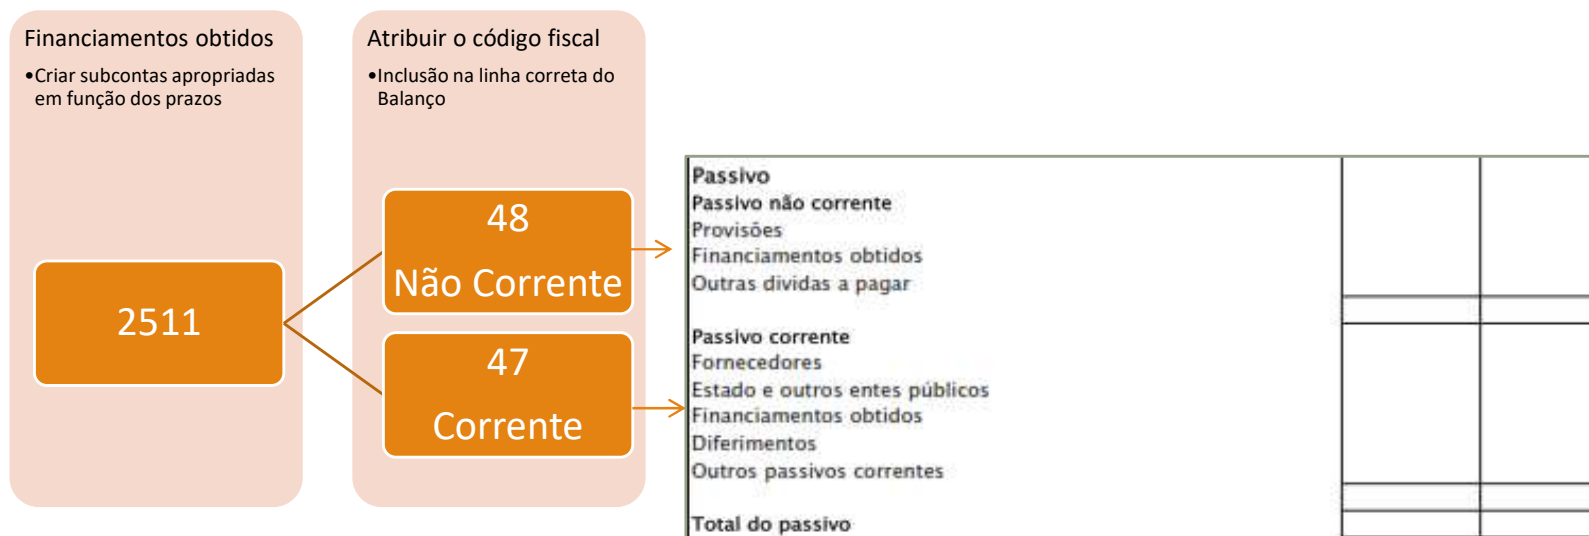 Financiamentos obtidos
•Criar subcontas apropriadas
em função dos prazos
2511
Atribuir o código fiscal
•Inclusão na linha correta do
Balanço
48
Não Corrente
47
Corrente
Passivo
Passivo não corrente
Provisões
Financiamentos obtidos
Outras dividas a pagar
Passivo corrente
Fornecedores
Estado e outros entes públicos
Financiamentos obtidos
Diferimentos
Outros passivos correntes
Total do passivo